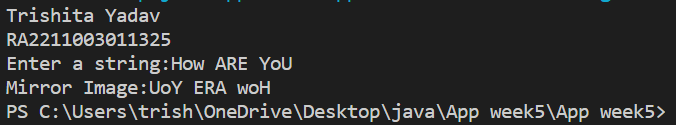 Trishita Yadav
RA2211003011325
Enter a string:How ARE YoU
Mirror Image:UoY ERA woH
PS C:\Users\trish\OneDrive\Desktop\java\App week5\App week5>